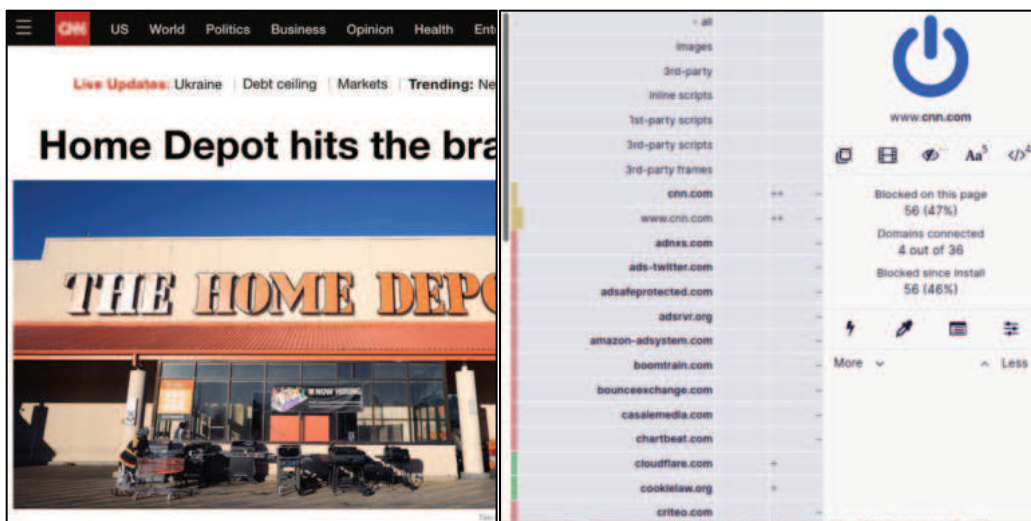 CNN US World Politics Business Opinion Health Ent
Live Updates: Ukraine Debt ceiling Markets Trending: Ne
Home Depot hits the bra
THE HOME DEPO
NOW HIRING
all
images
3rd-party
inline scripts
1st-party scripts
3rd-party scripts
3rd-party frames
cnn.com ++ –
www.cnn.com ++ –
adnxs.com –
ads-twitter.com –
adsafeprotected.com –
adsrvr.org –
amazon-adsystem.com –
boomtrain.com –
bounceexchange.com –
casalemedia.com –
chartbeat.com –
cloudflare.com +
cookielaw.org +
criteo.com –
www.cnn.com
Aa 5 </> 4
Blocked on this page
56 (47%)
Domains connected
4 out of 36
Blocked since install
56 (46%)
More Less